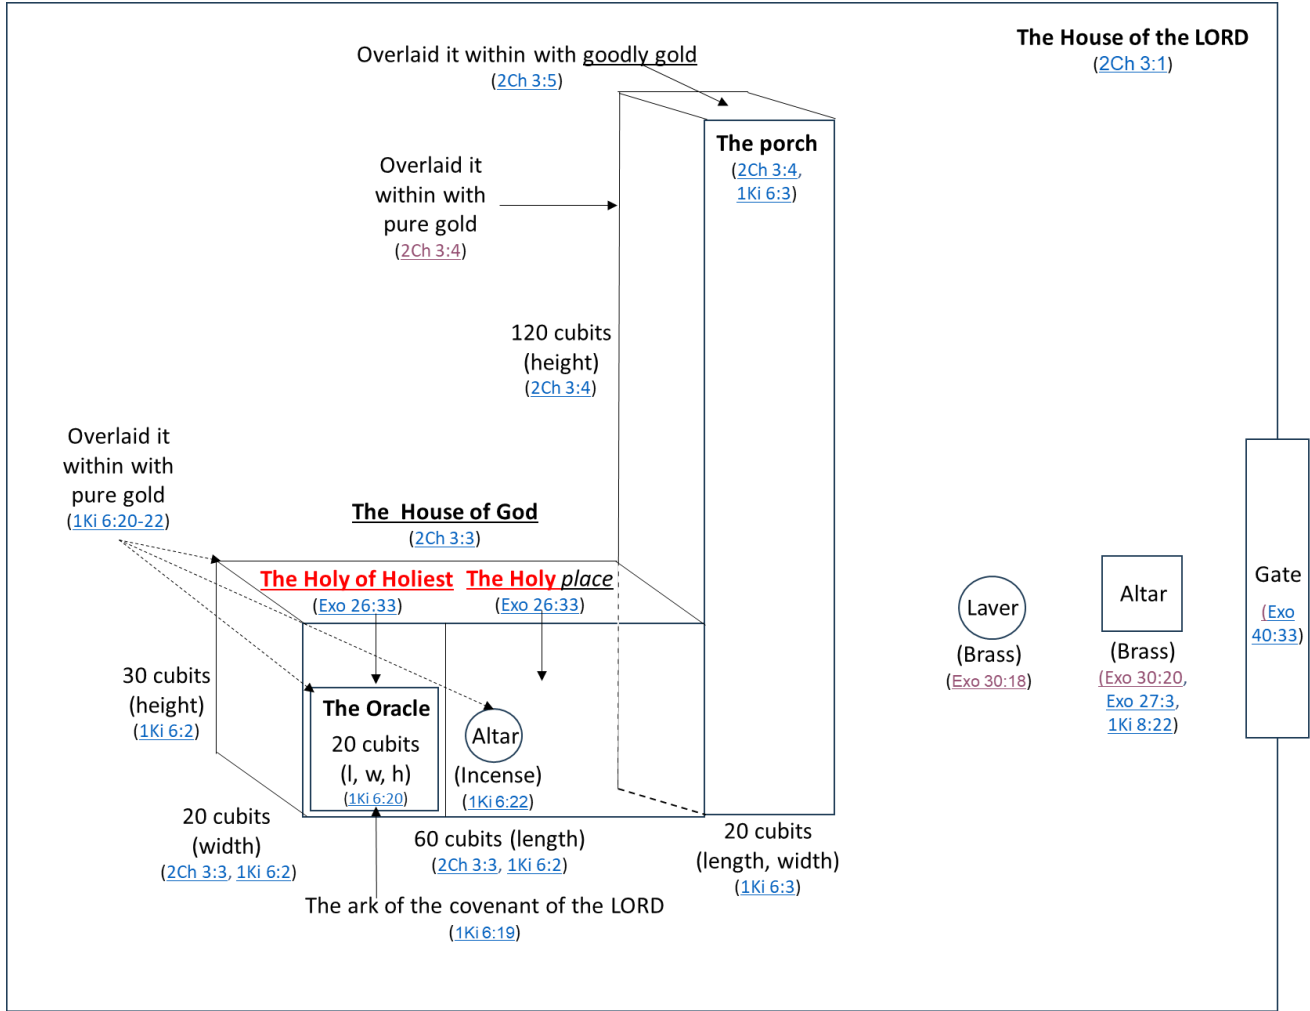 The House of the LORD
(2Ch 3:1)
Overlaid it within with goodly gold
(2Ch 3:5)
The porch
(2Ch 3:4,
1Ki 6:3)
Overlaid it
within with
pure gold
(2Ch 3:4)
120 cubits
(height)
(2Ch 3:4)
Overlaid it
within with
pure gold
(1Ki 6:20-22)
The House of God
(2Ch 3:3)
The Holy of Holiest
(Exo 26:33)
The Holy place
(Exo 26:33)
30 cubits
(height)
(1Ki 6:2)
The Oracle
20 cubits
(l, w, h)
(1Ki 6:20)
Altar
(Incense)
(1Ki 6:22)
20 cubits
(width)
(2Ch 3:3, 1Ki 6:2)
60 cubits (length)
(2Ch 3:3, 1Ki 6:2)
20 cubits
(length, width)
(1Ki 6:3)
The ark of the covenant of the LORD
(1Ki 6:19)
Laver
(Brass)
(Exo 30:18)
Altar
(Brass)
(Exo 30:20,
Exo 27:3,
1Ki 8:22)
Gate
(Exo
40:33)